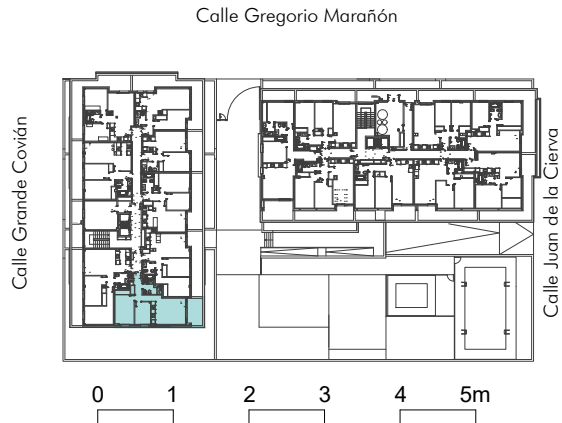 Calle Gregorio Marañón
Calle Grande Covián
Calle Juan de la Cierva
0 1 2 3 4 5m